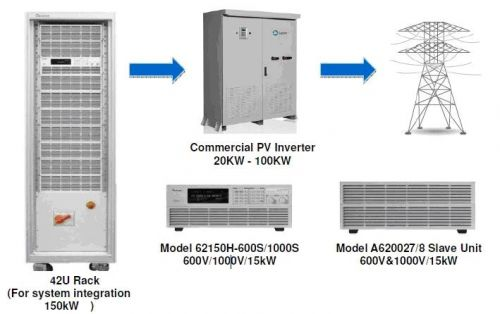 Commercial PV Inverter
20KW - 100KW
42U Rack
(For system integration
150kW )
Model 62150H-600S/1000S
600V/1000V/15kW
Model A620027/8 Slave Unit
600V&1000V/15kW